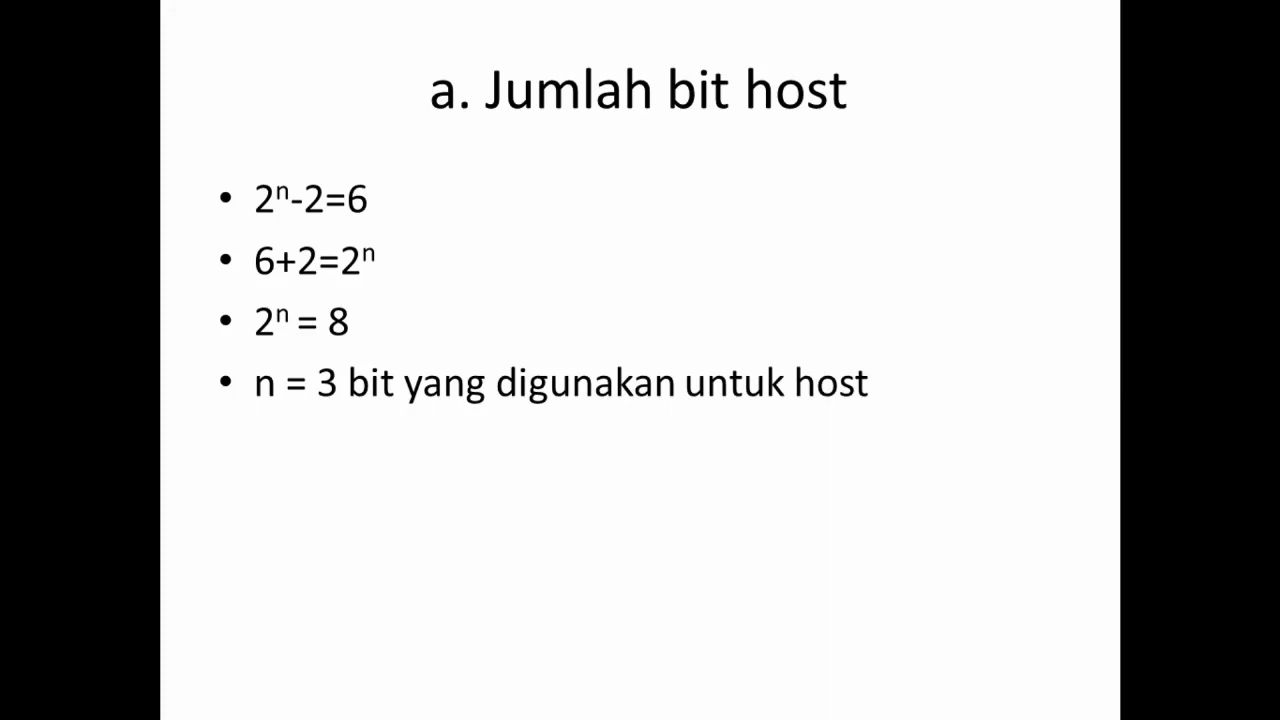 a. Jumlah bit host
• 2ⁿ-2=6
• 6+2=2ⁿ
• 2ⁿ = 8
• n = 3 bit yang digunakan untuk host